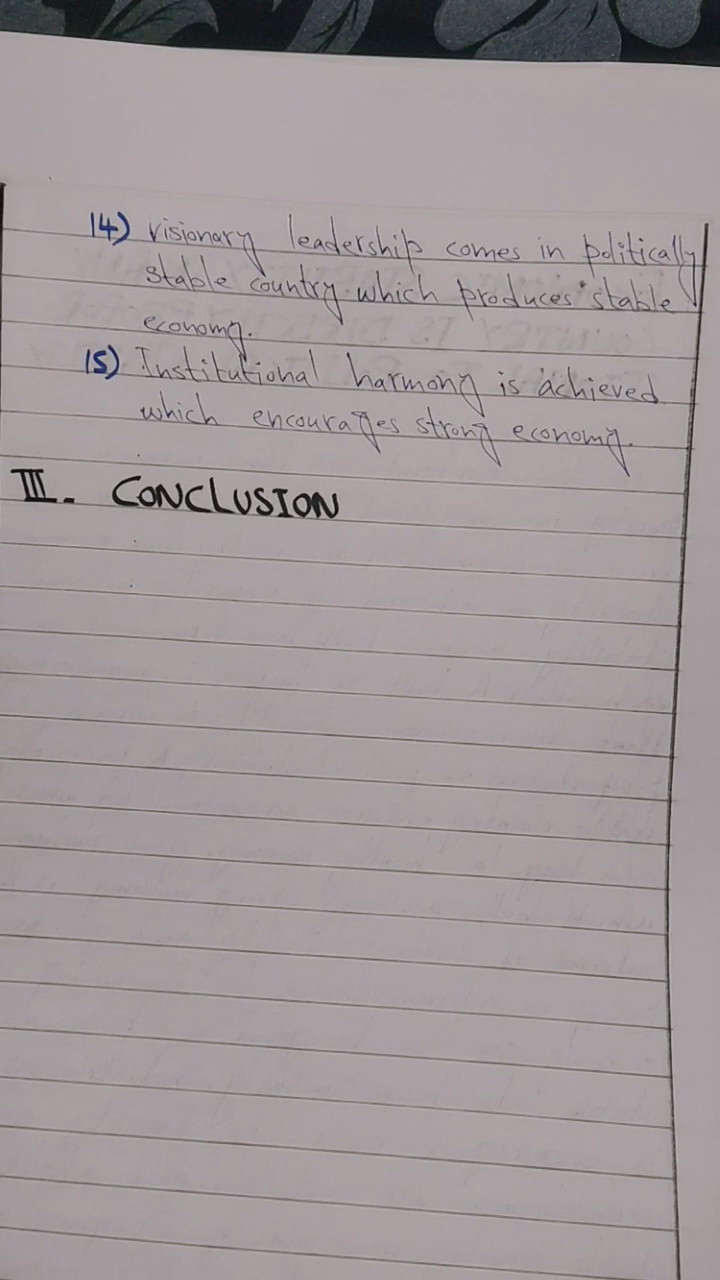 14) visionary leadership comes in politically
stable country which produces stable
economy.
15) Institutional harmony is achieved
which encourages strong economy.
III. CONCLUSION